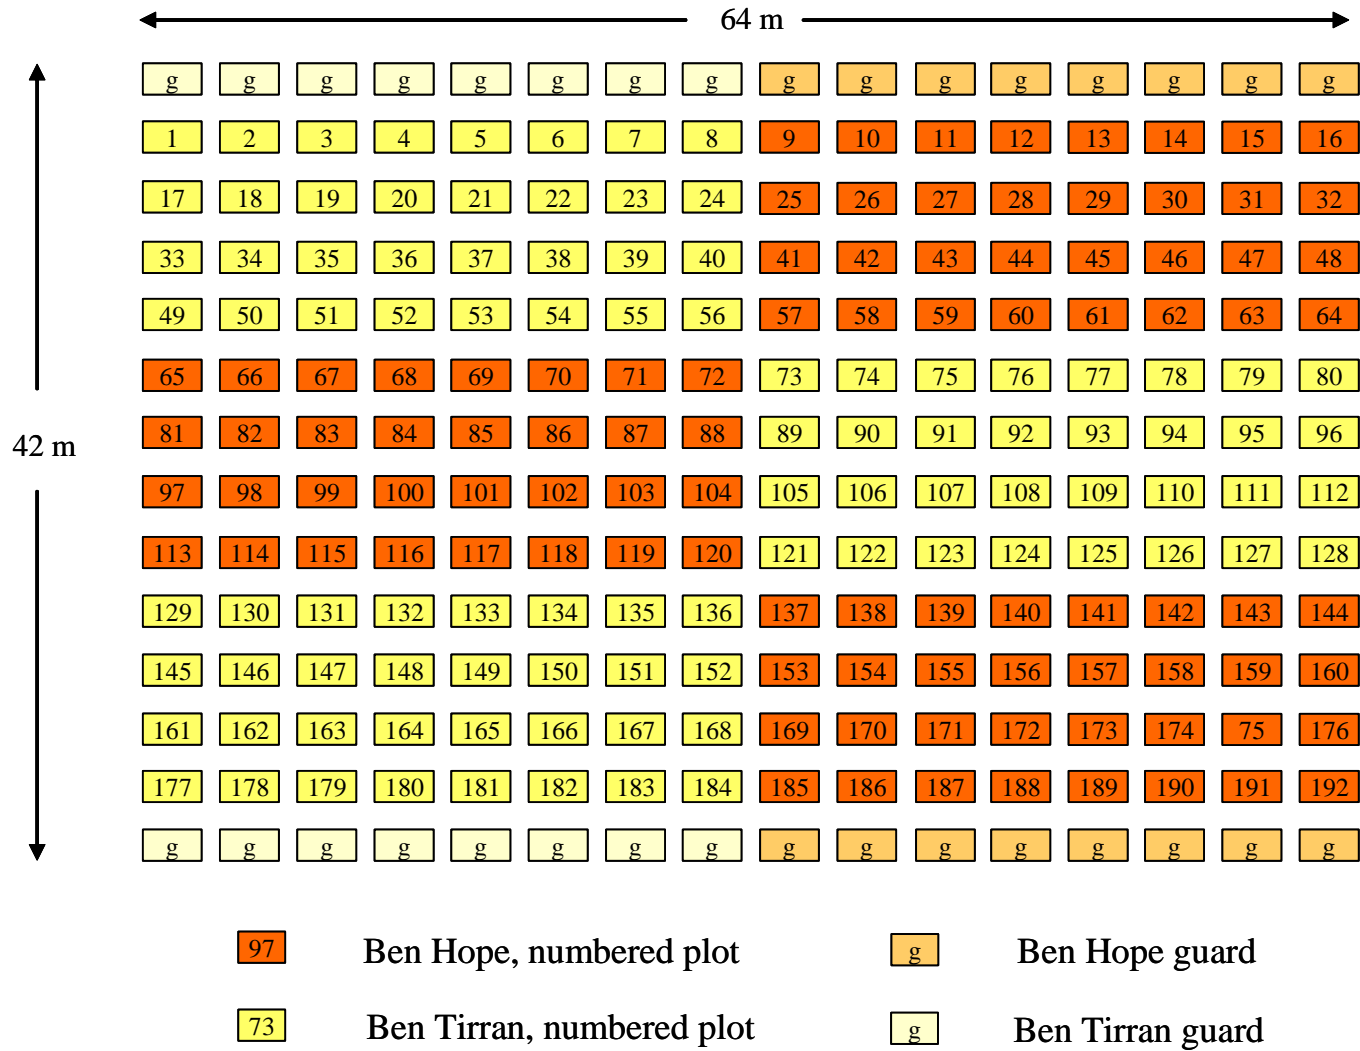 64 m
g g g g g g g g g g g g g g g g
1 2 3 4 5 6 7 8 9 10 11 12 13 14 15 16
17 18 19 20 21 22 23 24 25 26 27 28 29 30 31 32
33 34 35 36 37 38 39 40 41 42 43 44 45 46 47 48
49 50 51 52 53 54 55 56 57 58 59 60 61 62 63 64
65 66 67 68 69 70 71 72 73 74 75 76 77 78 79 80
81 82 83 84 85 86 87 88 89 90 91 92 93 94 95 96
42 m
97 98 99 100 101 102 103 104 105 106 107 108 109 110 111 112
113 114 115 116 117 118 119 120 121 122 123 124 125 126 127 128
129 130 131 132 133 134 135 136 137 138 139 140 141 142 143 144
145 146 147 148 149 150 151 152 153 154 155 156 157 158 159 160
161 162 163 164 165 166 167 168 169 170 171 172 173 174 75 176
177 178 179 180 181 182 183 184 185 186 187 188 189 190 191 192
g g g g g g g g g g g g g g g g
97 Ben Hope, numbered plot g Ben Hope guard
73 Ben Tirran, numbered plot g Ben Tirran guard